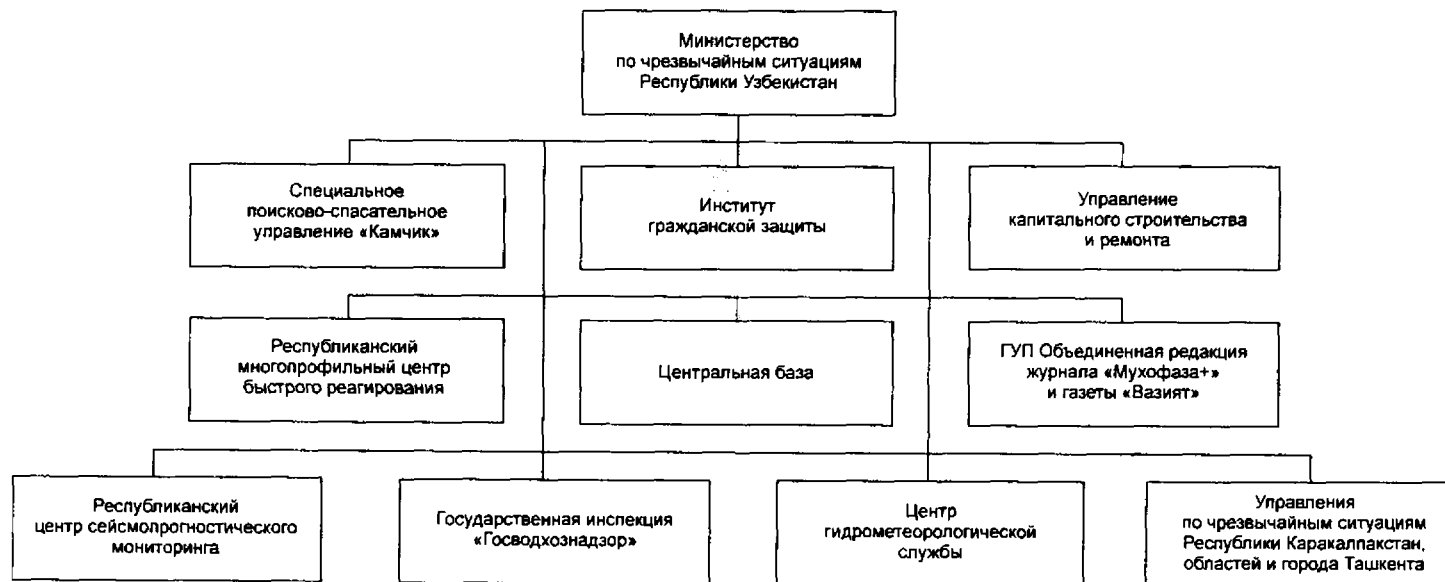 Министерство
по чрезвычайным ситуациям
Республики Узбекистан
Специальное
поисково-спасательное
управление «Камчик»
Институт
гражданской защиты
Управление
капитального строительства
и ремонта
Республиканский
многопрофильный центр
быстрого реагирования
Центральная база
ГУП Объединенная редакция
журнала «Мухофаза+»
и газеты «Вазият»
Республиканский
центр сейсмопрогностического
мониторинга
Государственная инспекция
«Госводхознадзор»
Центр
гидрометеорологической
службы
Управления
по чрезвычайным ситуациям
Республики Каракалпакстан,
областей и города Ташкента